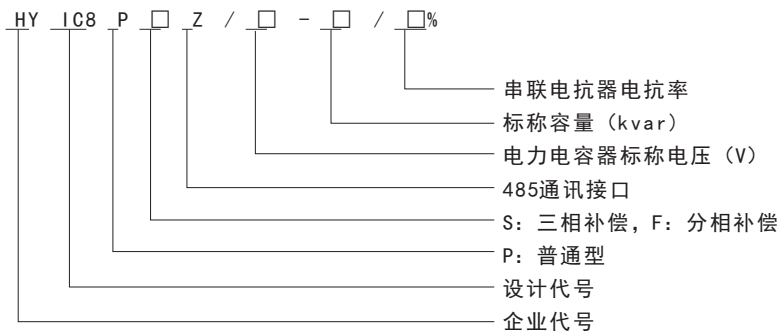 HY IC8 P □ Z / □ - □ / □%
串联电抗器电抗率
标称容量（kvar）
电力电容器标称电压（V）
485通讯接口
S：三相补偿，F：分相补偿
P：普通型
设计代号
企业代号